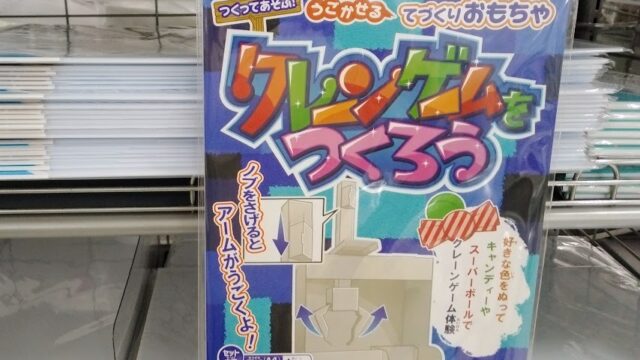 つくってあそぶ!
うごかせる
てづくりおもちゃ
クレーンゲームを
つくろう
ノブをさげると
アームがうごくよ!
好きな色をぬって
キャンディーや
スーパーボールで
クレーンゲーム体験
セット